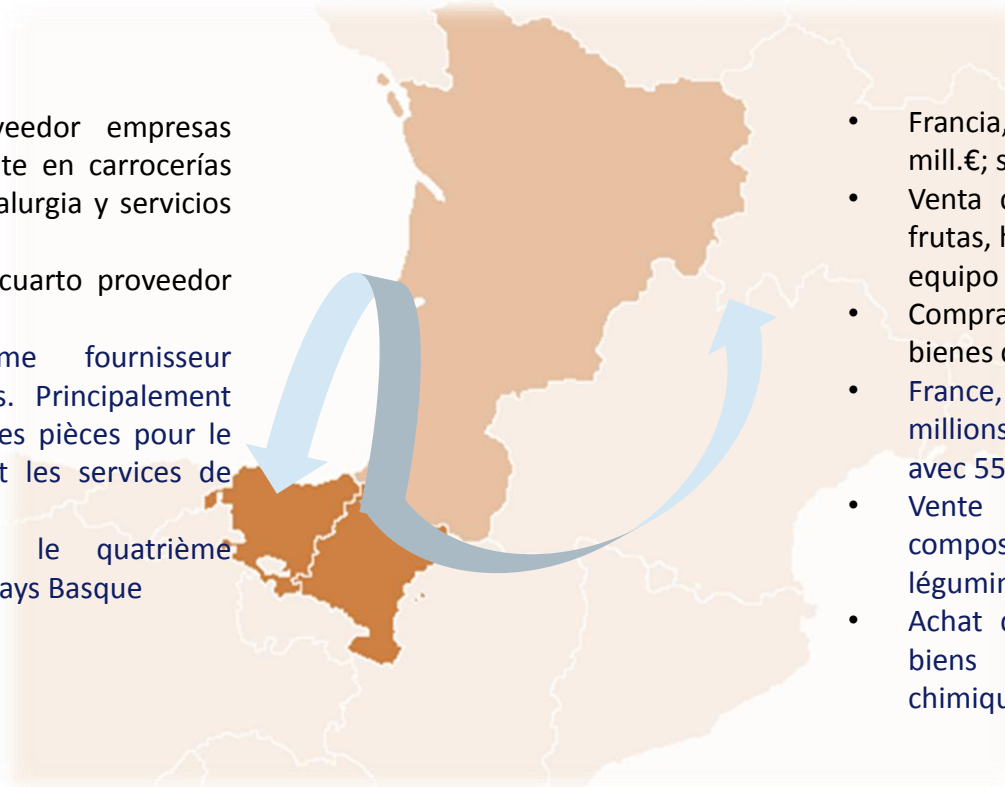 veedor empresas
te en carrocerías
alurgia y servicios
cuarto proveedor
me fournisseur
s. Principalement
es pièces pour le
t les services de
le quatrième
ays Basque
• Francia,
mill.€; s
• Venta
frutas, h
equipo
• Compra
bienes
• France,
millions
avec 55
• Vente
compos
légumin
• Achat
biens
chimiqu